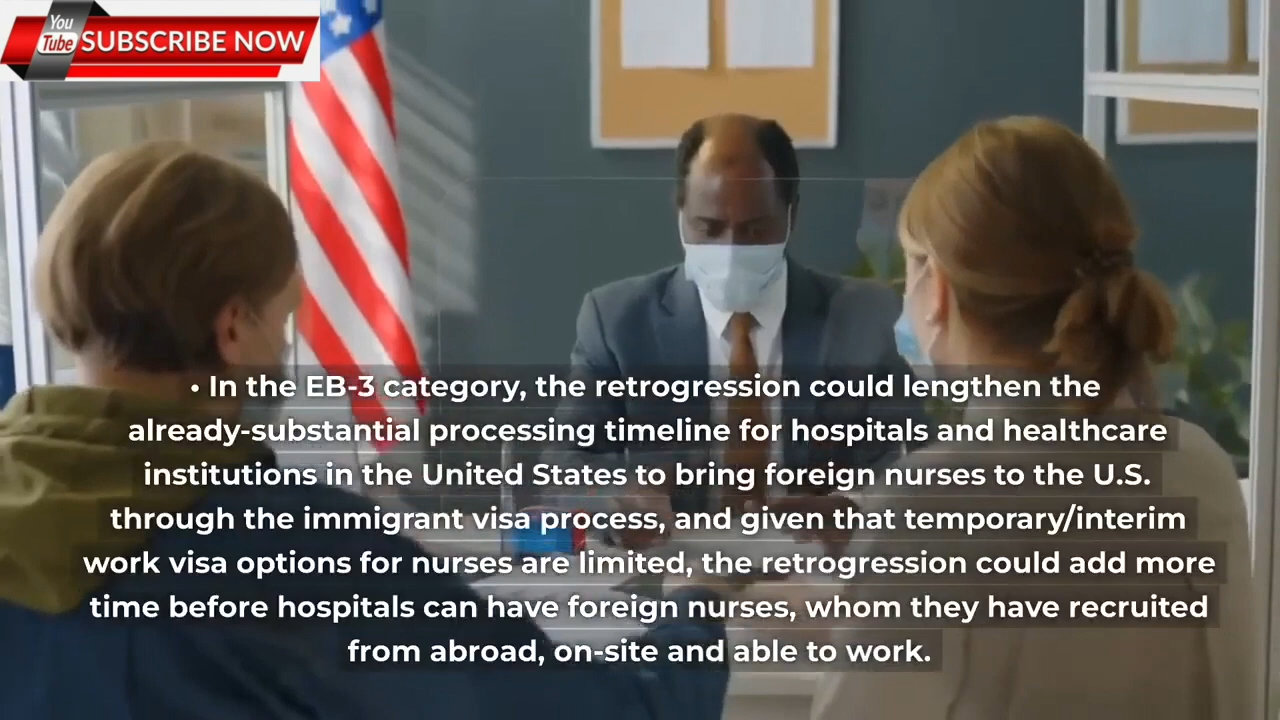 You
Tube
SUBSCRIBE NOW
• In the EB-3 category, the retrogression could lengthen the
already-substantial processing timeline for hospitals and healthcare
institutions in the United States to bring foreign nurses to the U.S.
through the immigrant visa process, and given that temporary/interim
work visa options for nurses are limited, the retrogression could add more
time before hospitals can have foreign nurses, whom they have recruited
from abroad, on-site and able to work.